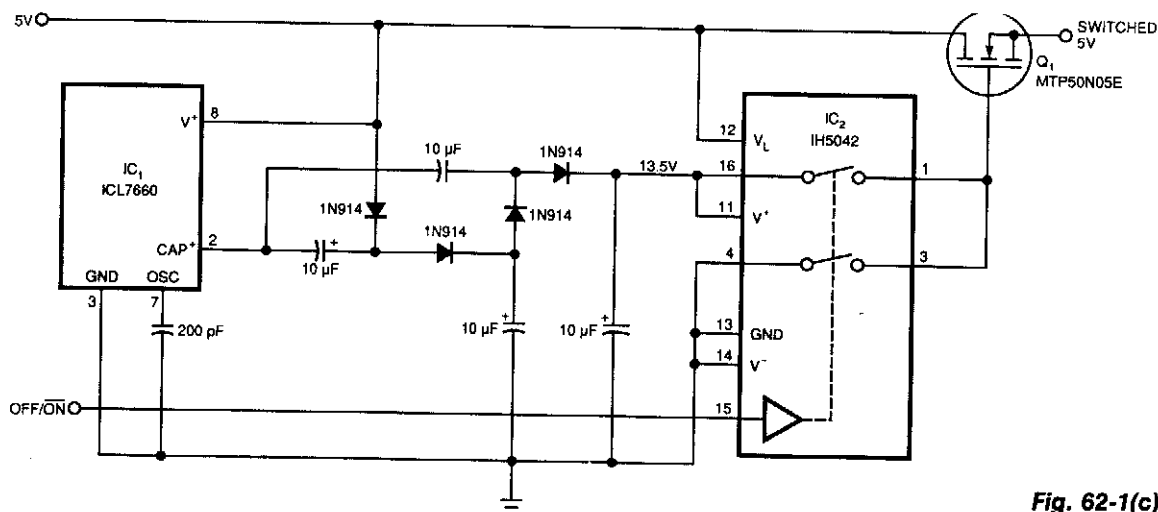 5V
SWITCHED
5V
Q1
MTP50N05E
V+
8
IC1
ICL7660
CAP+
2
GND
OSC
3
7
200 pF
10 µF
1N914
1N914
1N914
1N914
+
10 µF
+
10 µF
+
10 µF
13.5V
IC2
IH5042
12
VL
16
1
11
V+
4
3
13
GND
14
V−
15
OFF/O̅N̅
Fig. 62-1(c)